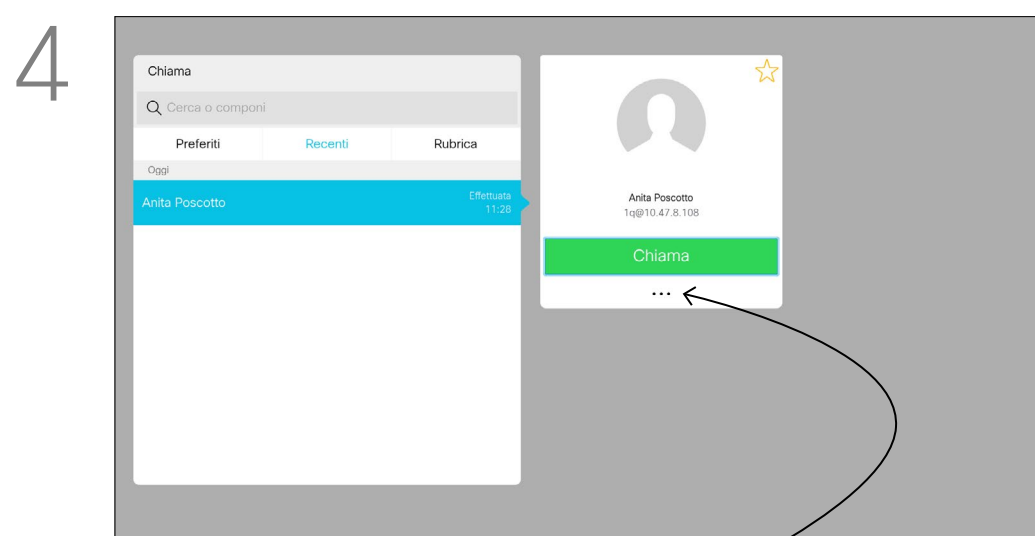 4
Chiama
Cerca o componi
Preferiti Recenti Rubrica
Oggi
Anita Poscotto Effettuata
11:28
Anita Poscotto
1q@10.47.8.108
Chiama
...